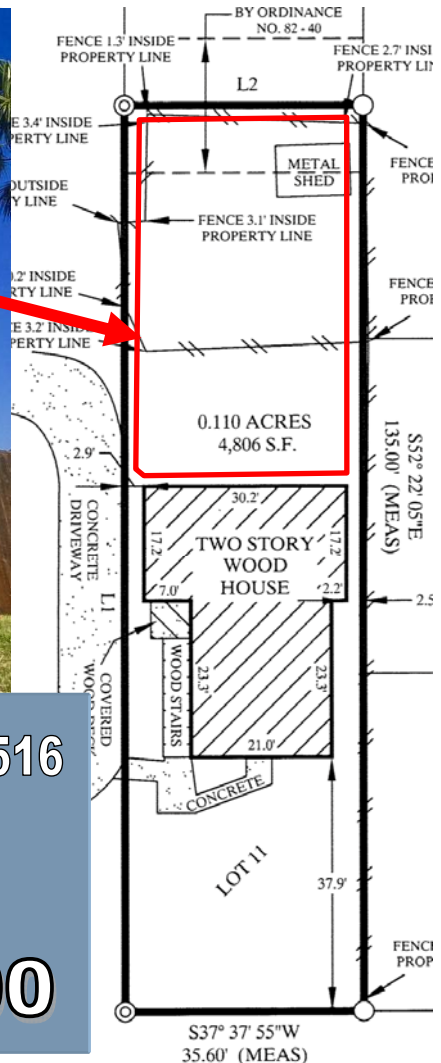 BY ORDINANCE
NO. 82 - 40
FENCE 1.3' INSIDE
PROPERTY LINE
FENCE 2.7' INSI
PROPERTY LIN
L2
E 3.4' INSIDE
PERTY LINE
METAL
SHED
FENCE
PROP
OUTSIDE
Y LINE
FENCE 3.1' INSIDE
PROPERTY LINE
0.2' INSIDE
RTY LINE
FENCE
PROP
CE 3.2' INSIDE
PERTY LINE
0.110 ACRES
4,806 S.F.
S52° 22' 05"E
135.00' (MEAS)
2.9'
30.2'
CONCRETE
DRIVEWAY
17.2'
TWO STORY
WOOD
HOUSE
17.2'
7.0'
2.2'
2.5
L1
COVERED
WOOD DECK
WOOD STAIRS
23.3'
23.3'
516
21.0'
CONCRETE
LOT 11
37.9'
FENCE
PROP
00
S37° 37' 55"W
35.60' (MEAS)